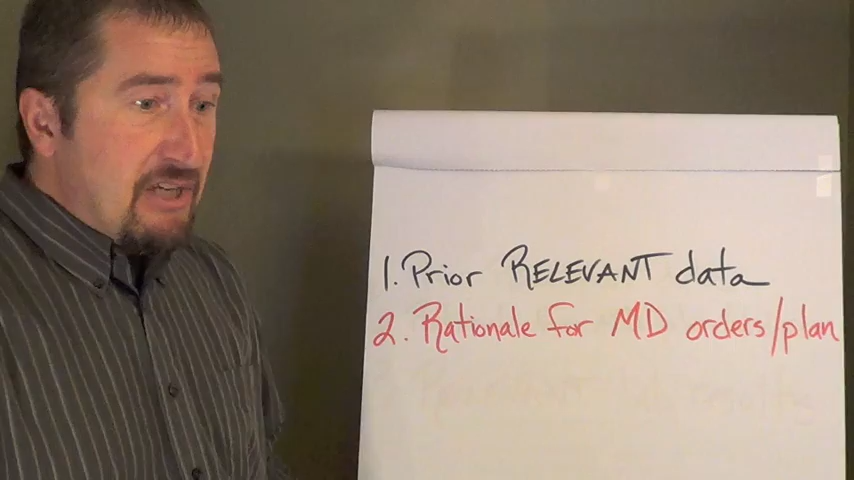 1. Prior RELEVANT data
2. Rationale for MD orders/plan